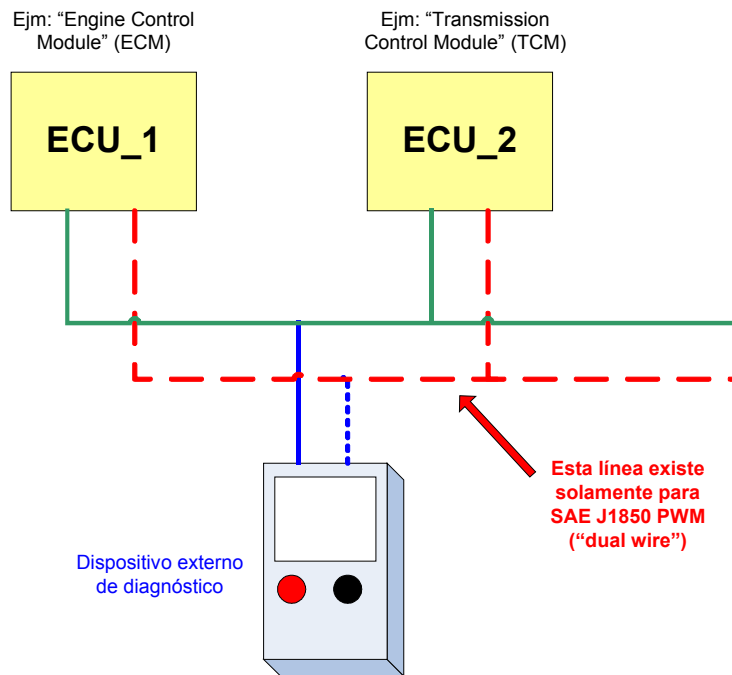 Ejm: “Engine Control
Module” (ECM)
Ejm: “Transmission
Control Module” (TCM)
ECU_1
ECU_2
Esta línea existe
solamente para
SAE J1850 PWM
(“dual wire”)
Dispositivo externo
de diagnóstico